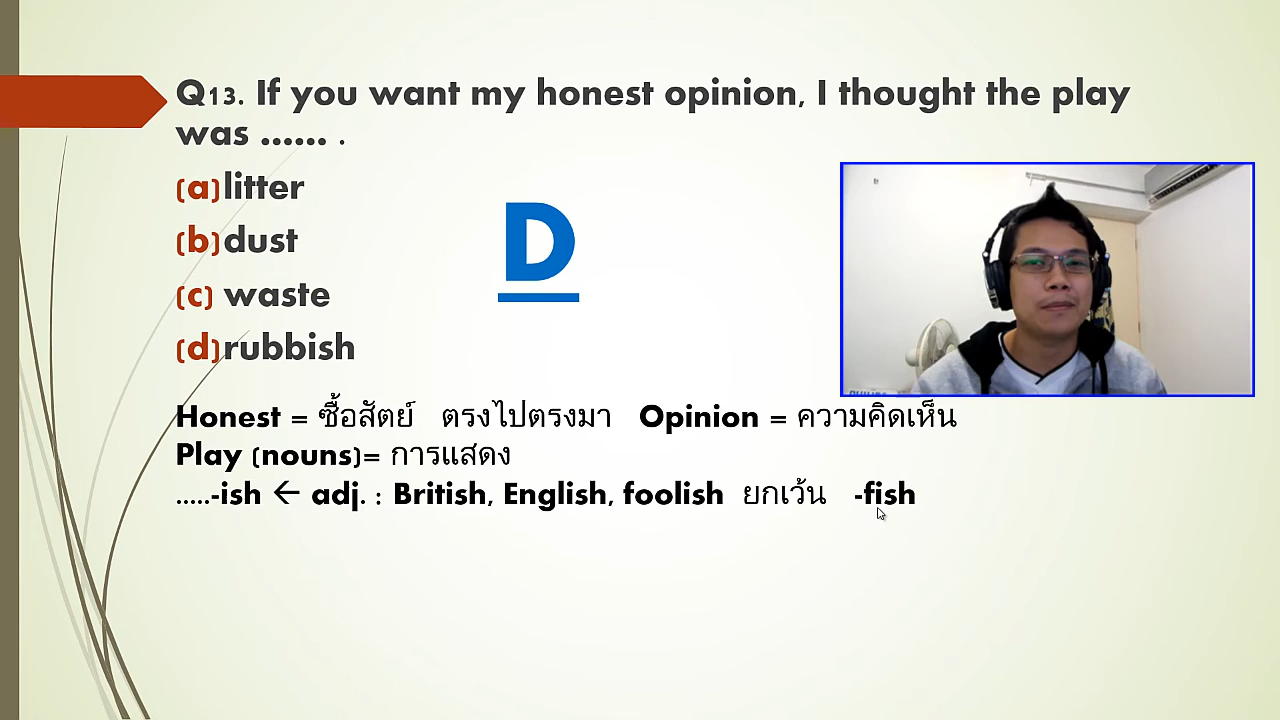 Q13. If you want my honest opinion, I thought the play
was ...... .
(a)litter
(b)dust
(c) waste
(d)rubbish
D
Honest = ซื้อสัตย์ ตรงไปตรงมา Opinion = ความคิดเห็น
Play (nouns)= การแสดง
.....-ish ← adj. : British, English, foolish ยกเว้น -fish